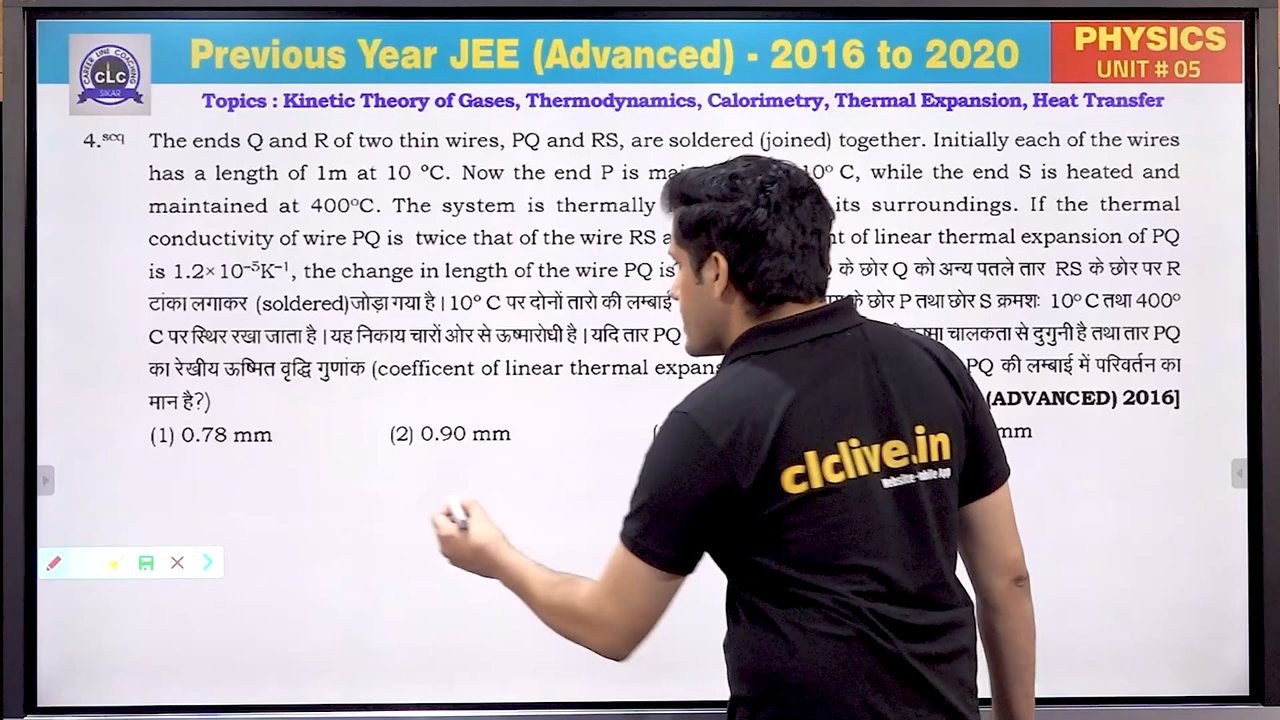 CAREER LINE COACHING
CLC
SIKAR
Previous Year JEE (Advanced) - 2016 to 2020
PHYSICS
UNIT # 05
Topics : Kinetic Theory of Gases, Thermodynamics, Calorimetry, Thermal Expansion, Heat Transfer
4.scq The ends Q and R of two thin wires, PQ and RS, are soldered (joined) together. Initially each of the wires
has a length of 1m at 10 °C. Now the end P is 10° C, while the end S is heated and
maintained at 400°C. The system is thermally its surroundings. If the thermal
conductivity of wire PQ is twice that of the wire RS of linear thermal expansion of PQ
is 1.2×10⁻⁵K⁻¹, the change in length of the wire PQ is के छोर Q को अन्य पतले तार RS के छोर पर R
टांका लगाकर (soldered)जोड़ा गया है। 10° C पर दोनों तारो की लम्बाई के छोर P तथा छोर S क्रमशः 10° C तथा 400°
C पर स्थिर रखा जाता है। यह निकाय चारों ओर से ऊष्मारोधी है। यदि तार PQ चालकता से दुगुनी है तथा तार PQ
का रेखीय ऊष्मित वृद्धि गुणांक (coefficent of linear thermal PQ की लम्बाई में परिवर्तन का
मान है?) (ADVANCED) 2016]
(1) 0.78 mm (2) 0.90 mm mm
clclive.in